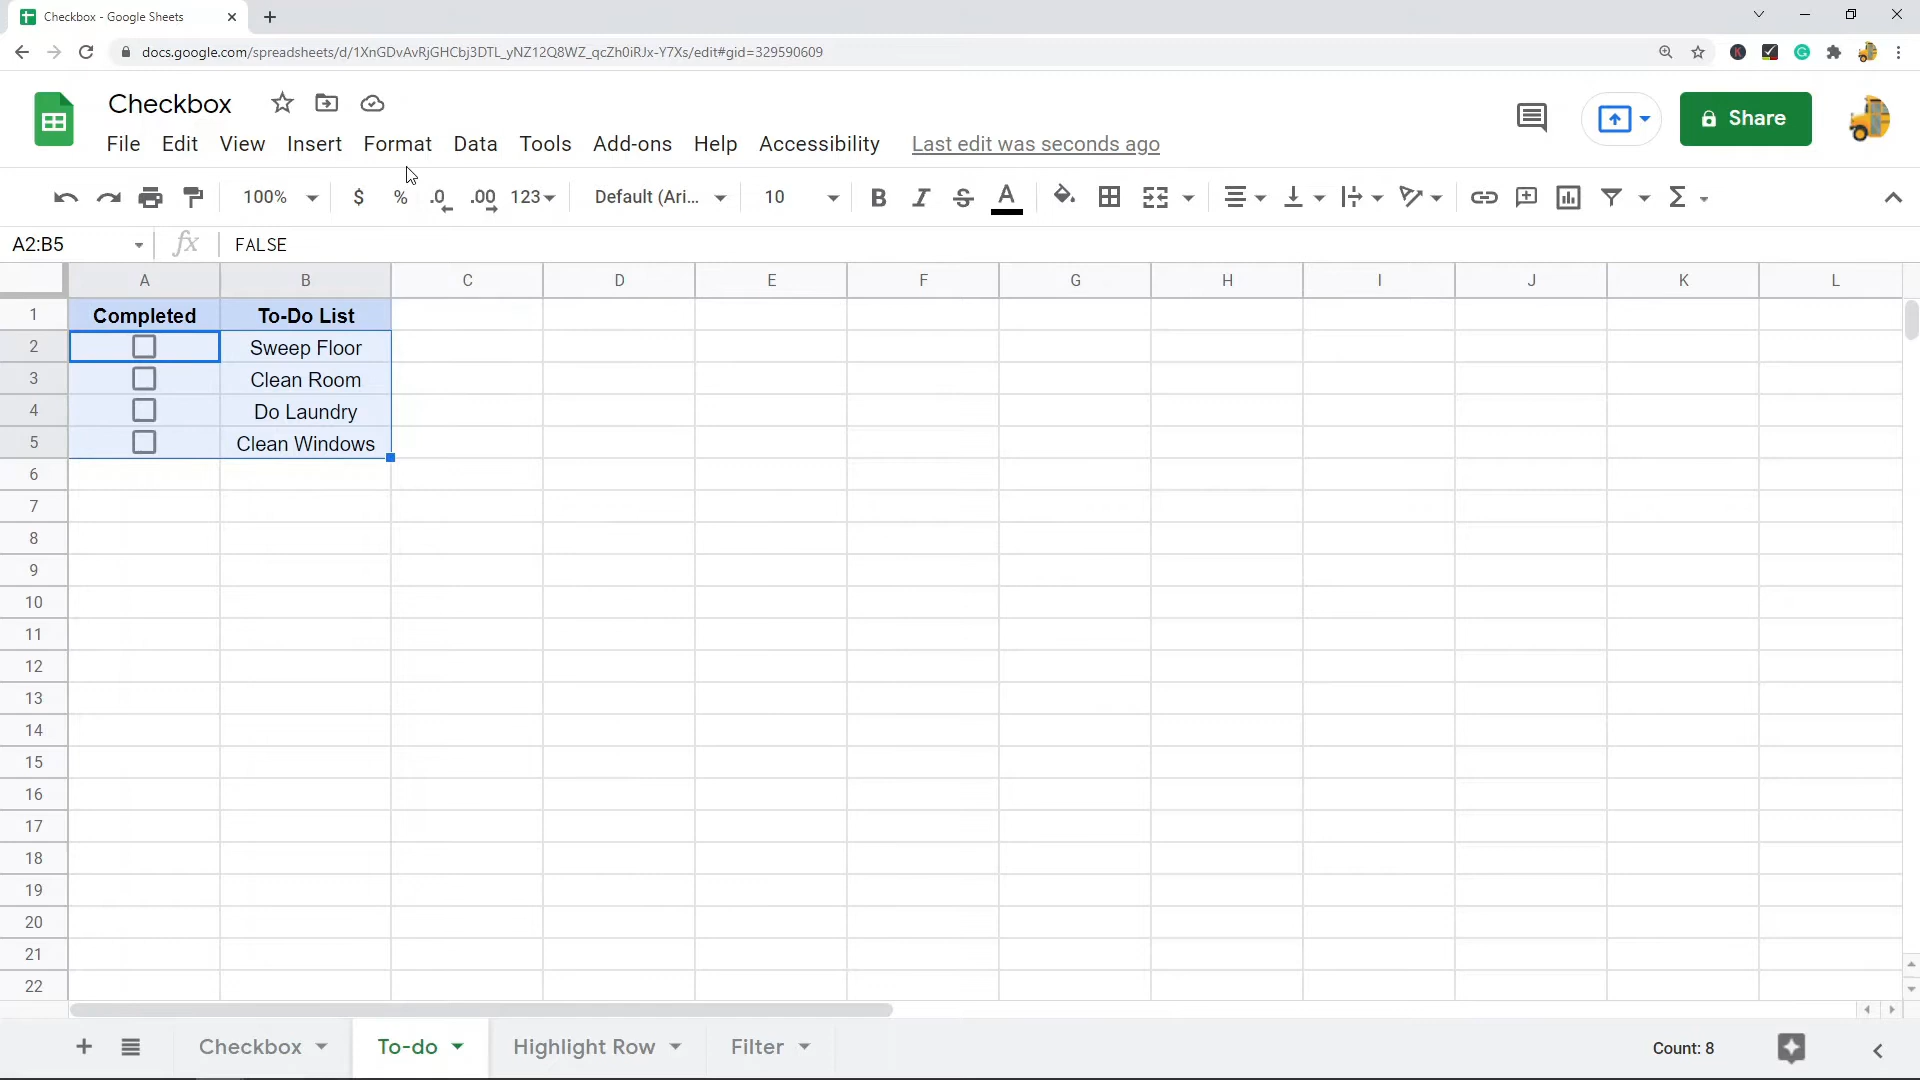 Checkbox - Google Sheets
docs.google.com/spreadsheets/d/1XnGDvAvRjGHCbj3DTL_yNZ12Q8WZ_qcZh0iRJx-Y7Xs/edit#gid=329590609
Checkbox
Share
File Edit View Insert Format Data Tools Add-ons Help Accessibility Last edit was seconds ago
100% $ % .0 .00 123 Default (Ari... 10 B I S A Σ
A2:B5 fx FALSE
A B C D E F G H I J K L
1 Completed To-Do List
2 Sweep Floor
3 Clean Room
4 Do Laundry
5 Clean Windows
6
7
8
9
10
11
12
13
14
15
16
17
18
19
20
21
22
Checkbox To-do Highlight Row Filter Count: 8